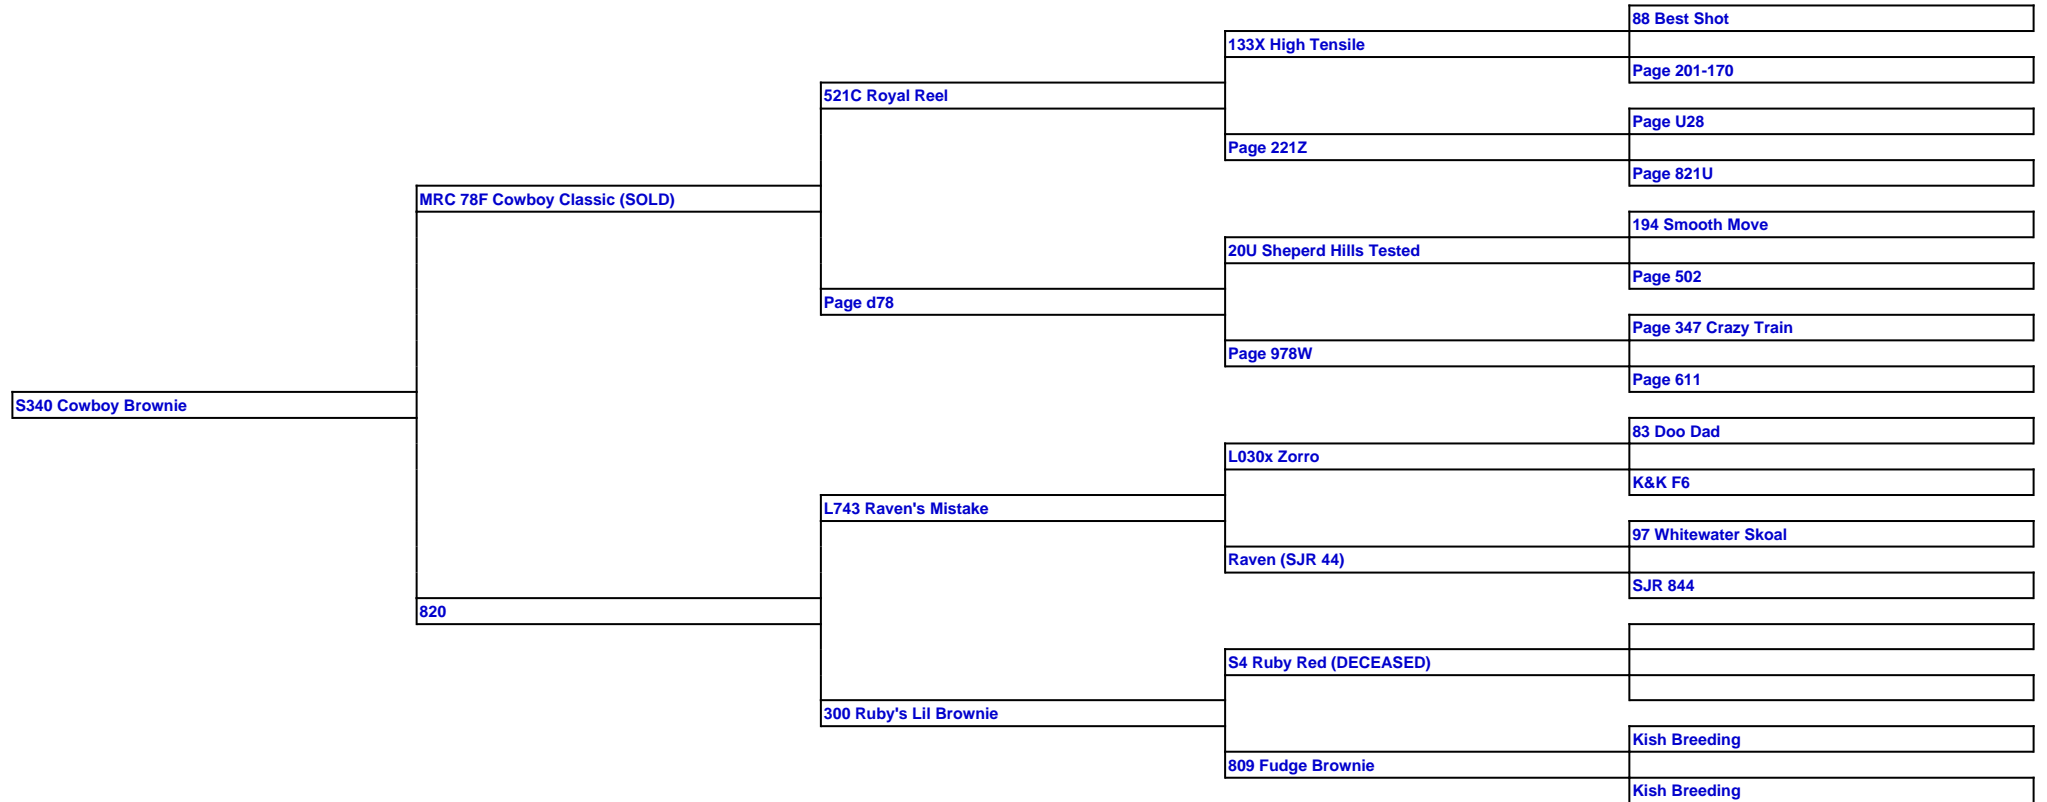 88 Best Shot
133X High Tensile
Page 201-170
521C Royal Reel
Page U28
Page 221Z
Page 821U
MRC 78F Cowboy Classic (SOLD)
194 Smooth Move
20U Sheperd Hills Tested
Page 502
Page d78
Page 347 Crazy Train
Page 978W
Page 611
S340 Cowboy Brownie
83 Doo Dad
L030x Zorro
K&K F6
L743 Raven's Mistake
97 Whitewater Skoal
Raven (SJR 44)
SJR 844
820
S4 Ruby Red (DECEASED)
300 Ruby's Lil Brownie
Kish Breeding
809 Fudge Brownie
Kish Breeding